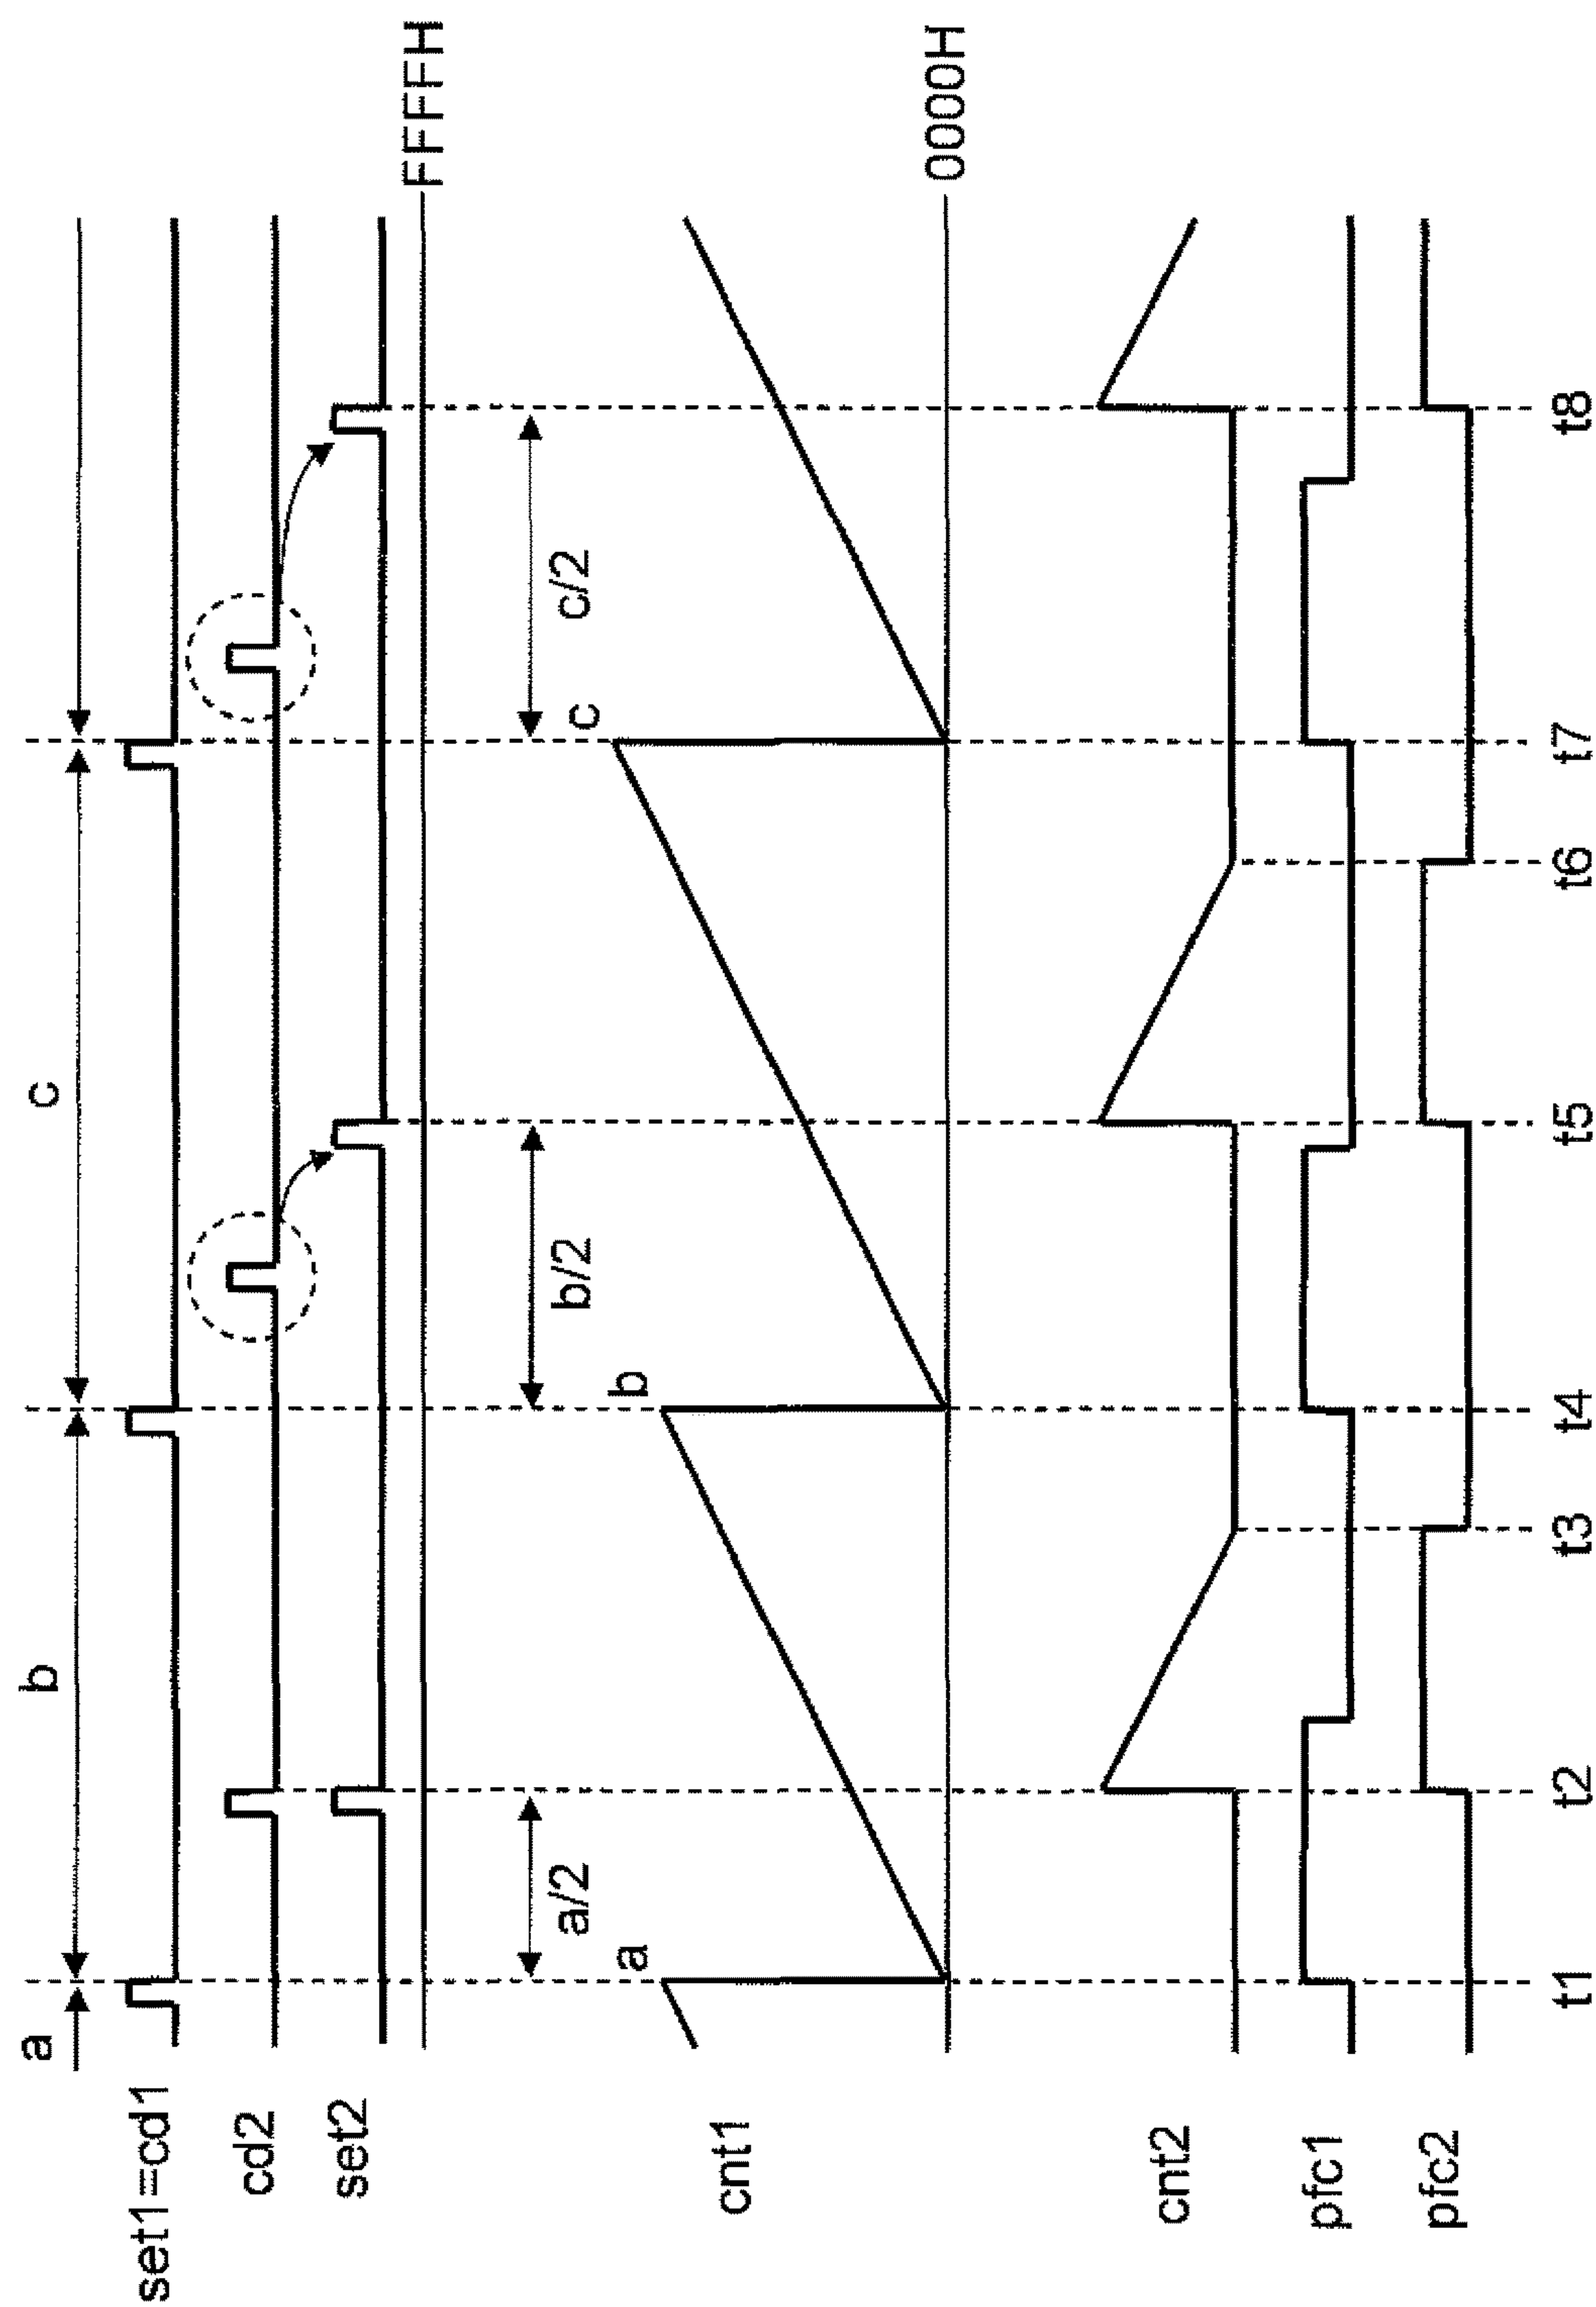 a
b
c
set1=cd1
cd2
set2
FFFFH
a/2
b/2
c/2
a
b
c
cnt1
0000H
cnt2
pfc1
pfc2
t1
t2
t3
t4
t5
t6
t7
t8